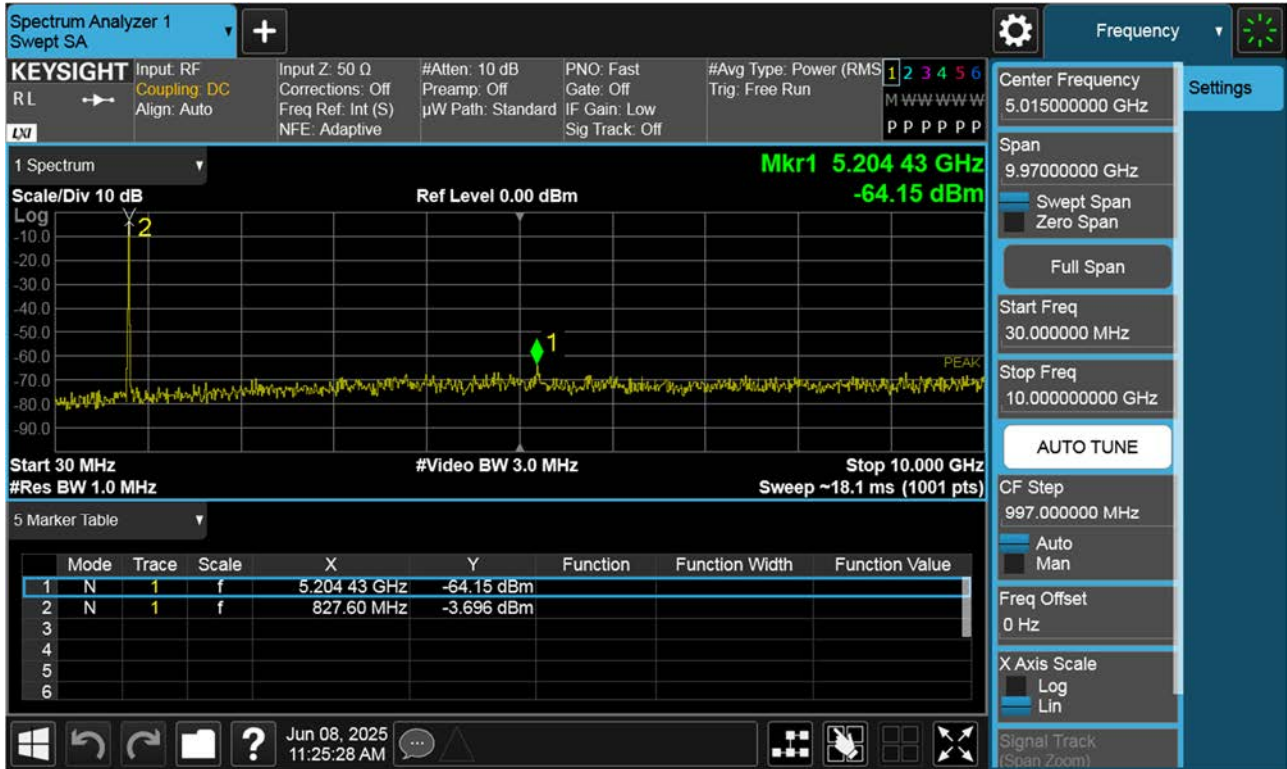 Spectrum Analyzer 1
Swept SA
+
Frequency
KEYSIGHT
RL
LXI
Input: RF
Coupling: DC
Align: Auto
Input Z: 50 Ω
Corrections: Off
Freq Ref: Int (S)
NFE: Adaptive
#Atten: 10 dB
Preamp: Off
µW Path: Standard
PNO: Fast
Gate: Off
IF Gain: Low
Sig Track: Off
#Avg Type: Power (RMS
Trig: Free Run
1 2 3 4 5 6
M W W W W W
P P P P P P
Center Frequency
5.015000000 GHz
Settings
Span
9.97000000 GHz
Swept Span
Zero Span
Full Span
Start Freq
30.000000 MHz
Stop Freq
10.000000000 GHz
AUTO TUNE
CF Step
997.000000 MHz
Auto
Man
Freq Offset
0 Hz
X Axis Scale
Log
Lin
Signal Track
(Span Zoom)
1 Spectrum
Mkr1 5.204 43 GHz
-64.15 dBm
Scale/Div 10 dB
Ref Level 0.00 dBm
Log
2
-10.0
-20.0
-30.0
-40.0
-50.0
1
-60.0
PEAK
-70.0
-80.0
-90.0
Start 30 MHz
#Video BW 3.0 MHz
Stop 10.000 GHz
#Res BW 1.0 MHz
Sweep ~18.1 ms (1001 pts)
5 Marker Table
Mode Trace Scale X Y Function Function Width Function Value
1 N 1 f 5.204 43 GHz -64.15 dBm
2 N 1 f 827.60 MHz -3.696 dBm
3
4
5
6
?
Jun 08, 2025
11:25:28 AM